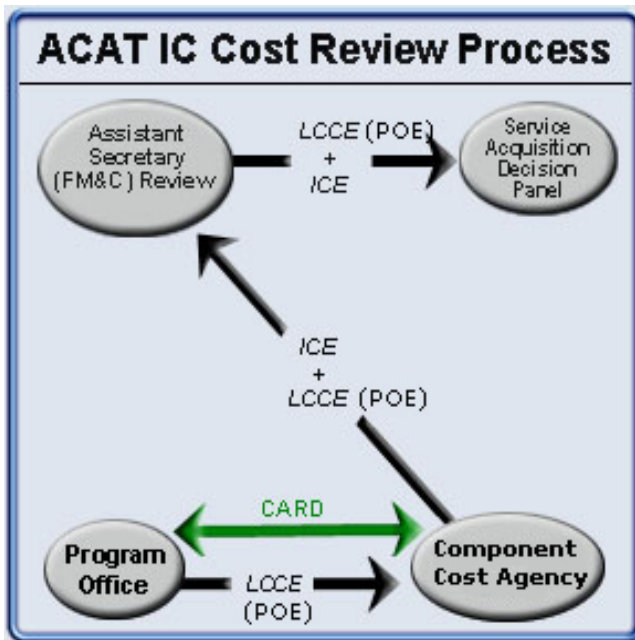 ACAT IC Cost Review Process
Assistant
Secretary
(FM&C) Review
LCCE (POE)
+
ICE
Service
Acquisition
Decision
Panel
ICE
+
LCCE (POE)
CARD
Program
Office
LCCE
(POE)
Component
Cost Agency